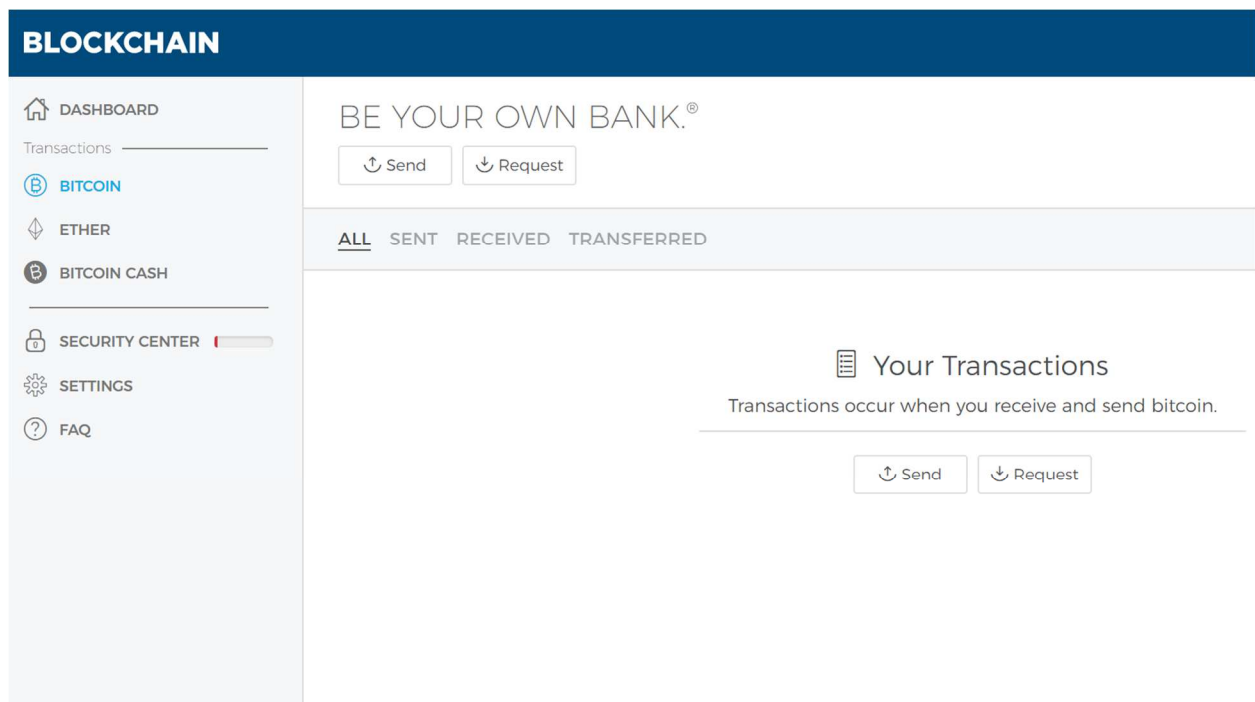 BLOCKCHAIN
DASHBOARD
Transactions
BITCOIN
ETHER
BITCOIN CASH
SECURITY CENTER
SETTINGS
FAQ
BE YOUR OWN BANK.®
Send Request
ALL SENT RECEIVED TRANSFERRED
Your Transactions
Transactions occur when you receive and send bitcoin.
Send Request